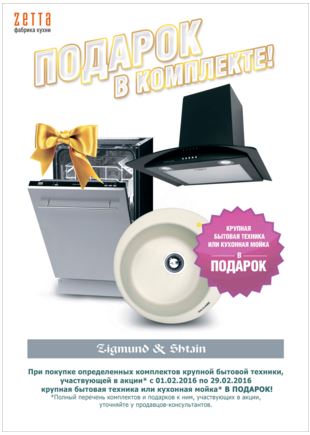 zетта
фабрика кухни
ПОДАРОК
В КОМПЛЕКТЕ!
КРУПНАЯ
БЫТОВАЯ ТЕХНИКА
ИЛИ КУХОННАЯ МОЙКА
В
ПОДАРОК
Zigmund & Shtain
При покупке определенных комплектов крупной бытовой техники,
участвующей в акции* с 01.02.2016 по 29.02.2016
крупная бытовая техника или кухонная мойка* В ПОДАРОК!
*Полный перечень комплектов и подарков к ним, участвующих в акции,
уточняйте у продавцов-консультантов.